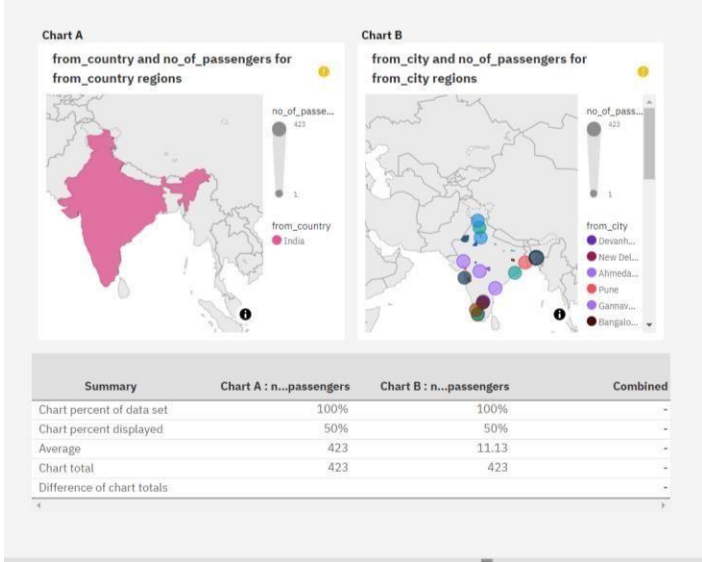 Chart A
from_country and no_of_passengers for
from_country regions
no_of_passe...
423
1
from_country
India
Chart B
from_city and no_of_passengers for
from_city regions
no_of_pass...
423
1
from_city
Devanh...
New Del...
Ahmeda...
Pune
Gannav...
Bangalo...
Summary Chart A : n...passengers Chart B : n...passengers Combined
Chart percent of data set 100% 100% -
Chart percent displayed 50% 50% -
Average 423 11.13 -
Chart total 423 423 -
Difference of chart totals -